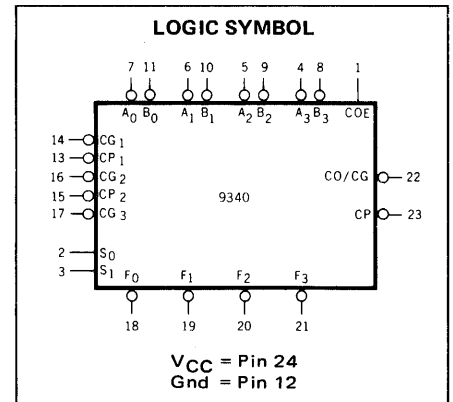 LOGIC SYMBOL
7 11 6 10 5 9 4 8 1
A0 B0 A1 B1 A2 B2 A3 B3 COE
14 CG1
13 CP1
16 CG2
15 CP2
17 CG3
2 S0
3 S1
9340
CO/CG 22
CP 23
F0 F1 F2 F3
18 19 20 21
VCC = Pin 24
Gnd = Pin 12